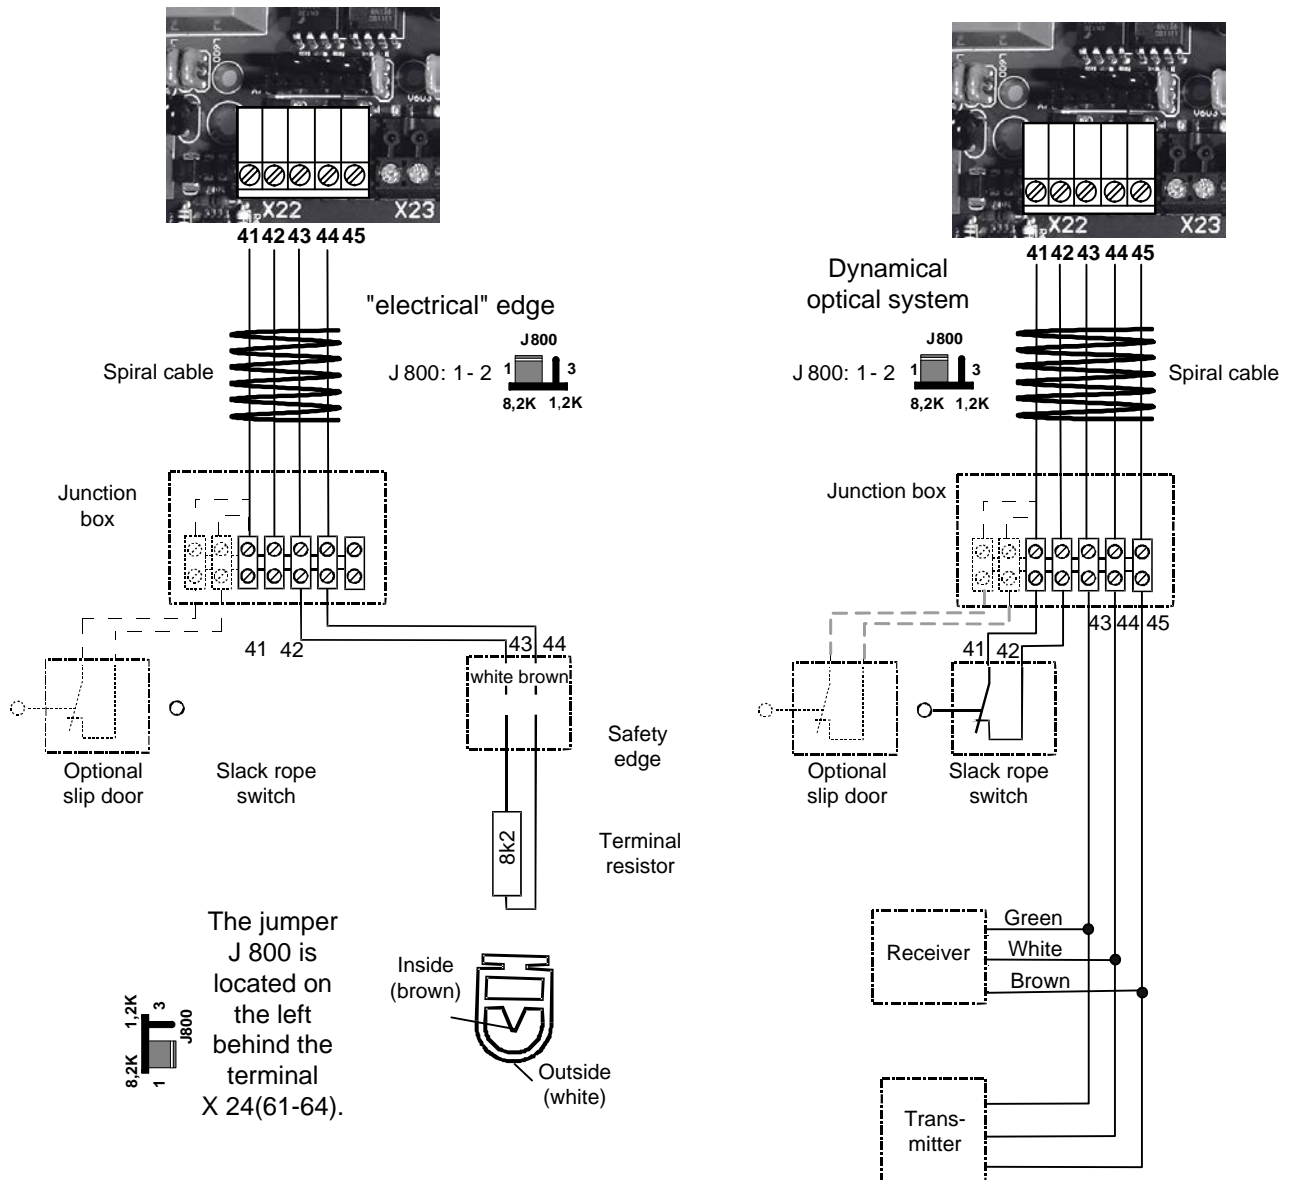 X22 X23
41 42 43 44 45
"electrical" edge
J800
Spiral cable
J 800: 1 - 2
1 3
8,2K 1,2K
Junction
box
41 42
43 44
white brown
Optional
slip door
Slack rope
switch
Safety
edge
8k2
Terminal
resistor
The jumper
J 800 is
located on
the left
behind the
terminal
X 24(61-64).
8,2K 1,2K
1 3
J800
Inside
(brown)
Outside
(white)
X22 X23
41 42 43 44 45
Dynamical
optical system
J800
J 800: 1 - 2
1 3
8,2K 1,2K
Spiral cable
Junction box
43 44 45
41 42
Optional
slip door
Slack rope
switch
Receiver
Green
White
Brown
Trans-
mitter